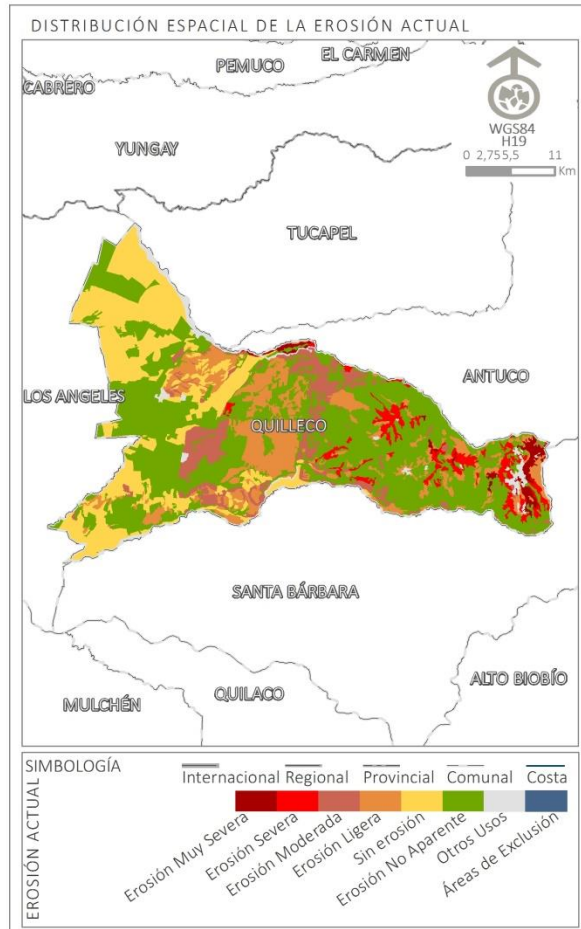 DISTRIBUCIÓN ESPACIAL DE LA EROSIÓN ACTUAL
EL CARMEN
PEMUCO
CABRERO
WGS84
H19
YUNGAY
0 2,755,5 11
Km
TUCAPEL
ANTUCO
LOS ANGELES
QUILLECO
SANTA BÁRBARA
ALTO BIOBÍO
QUILACO
MULCHÉN
SIMBOLOGÍA
Internacional Regional Provincial Comunal Costa
EROSIÓN ACTUAL
Erosión Muy Severa
Erosión Severa
Erosión Moderada
Erosión Ligera
Sin erosión
Erosión No Aparente
Otros Usos
Áreas de Exclusión